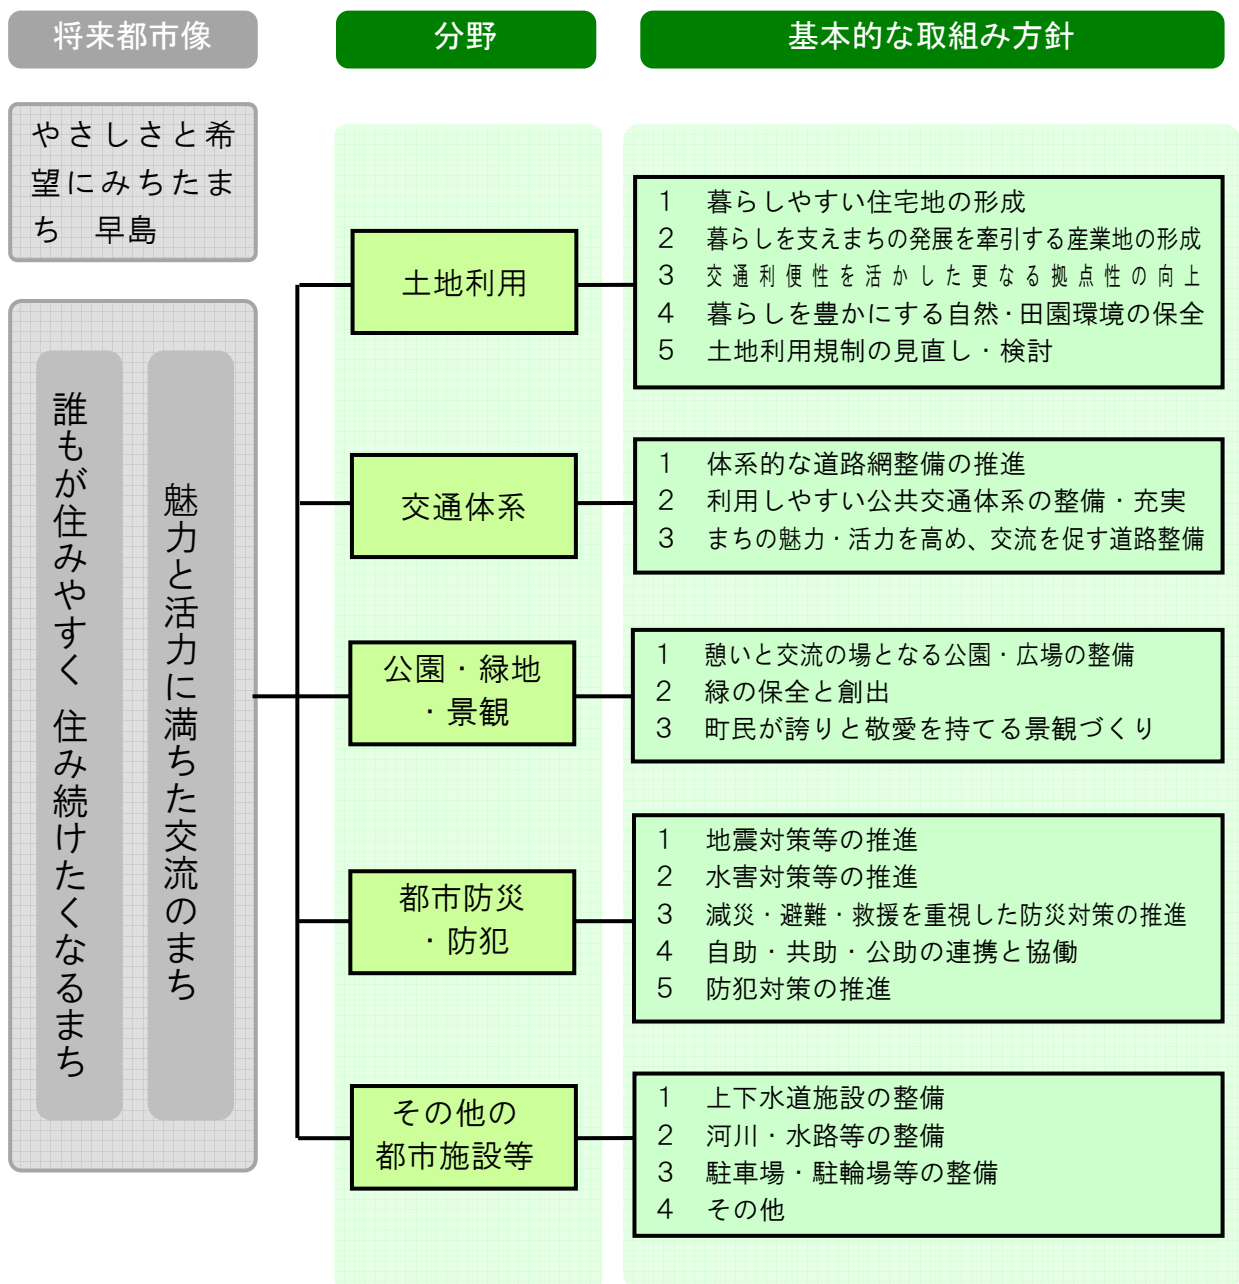 将来都市像
分野
基本的な取組み方針
やさしさと希
望にみちたま
ち　早島
魅力と活力に満ちた交流のまち
誰もが住みやすく 住み続けたくなるまち
土地利用
1　暮らしやすい住宅地の形成
2　暮らしを支えまちの発展を牽引する産業地の形成
3　交通利便性を活かした更なる拠点性の向上
4　暮らしを豊かにする自然・田園環境の保全
5　土地利用規制の見直し・検討
交通体系
1　体系的な道路網整備の推進
2　利用しやすい公共交通体系の整備・充実
3　まちの魅力・活力を高め、交流を促す道路整備
公園・緑地
・景観
1　憩いと交流の場となる公園・広場の整備
2　緑の保全と創出
3　町民が誇りと敬愛を持てる景観づくり
都市防災
・防犯
1　地震対策等の推進
2　水害対策等の推進
3　減災・避難・救援を重視した防災対策の推進
4　自助・共助・公助の連携と協働
5　防犯対策の推進
その他の
都市施設等
1　上下水道施設の整備
2　河川・水路等の整備
3　駐車場・駐輪場等の整備
4　その他